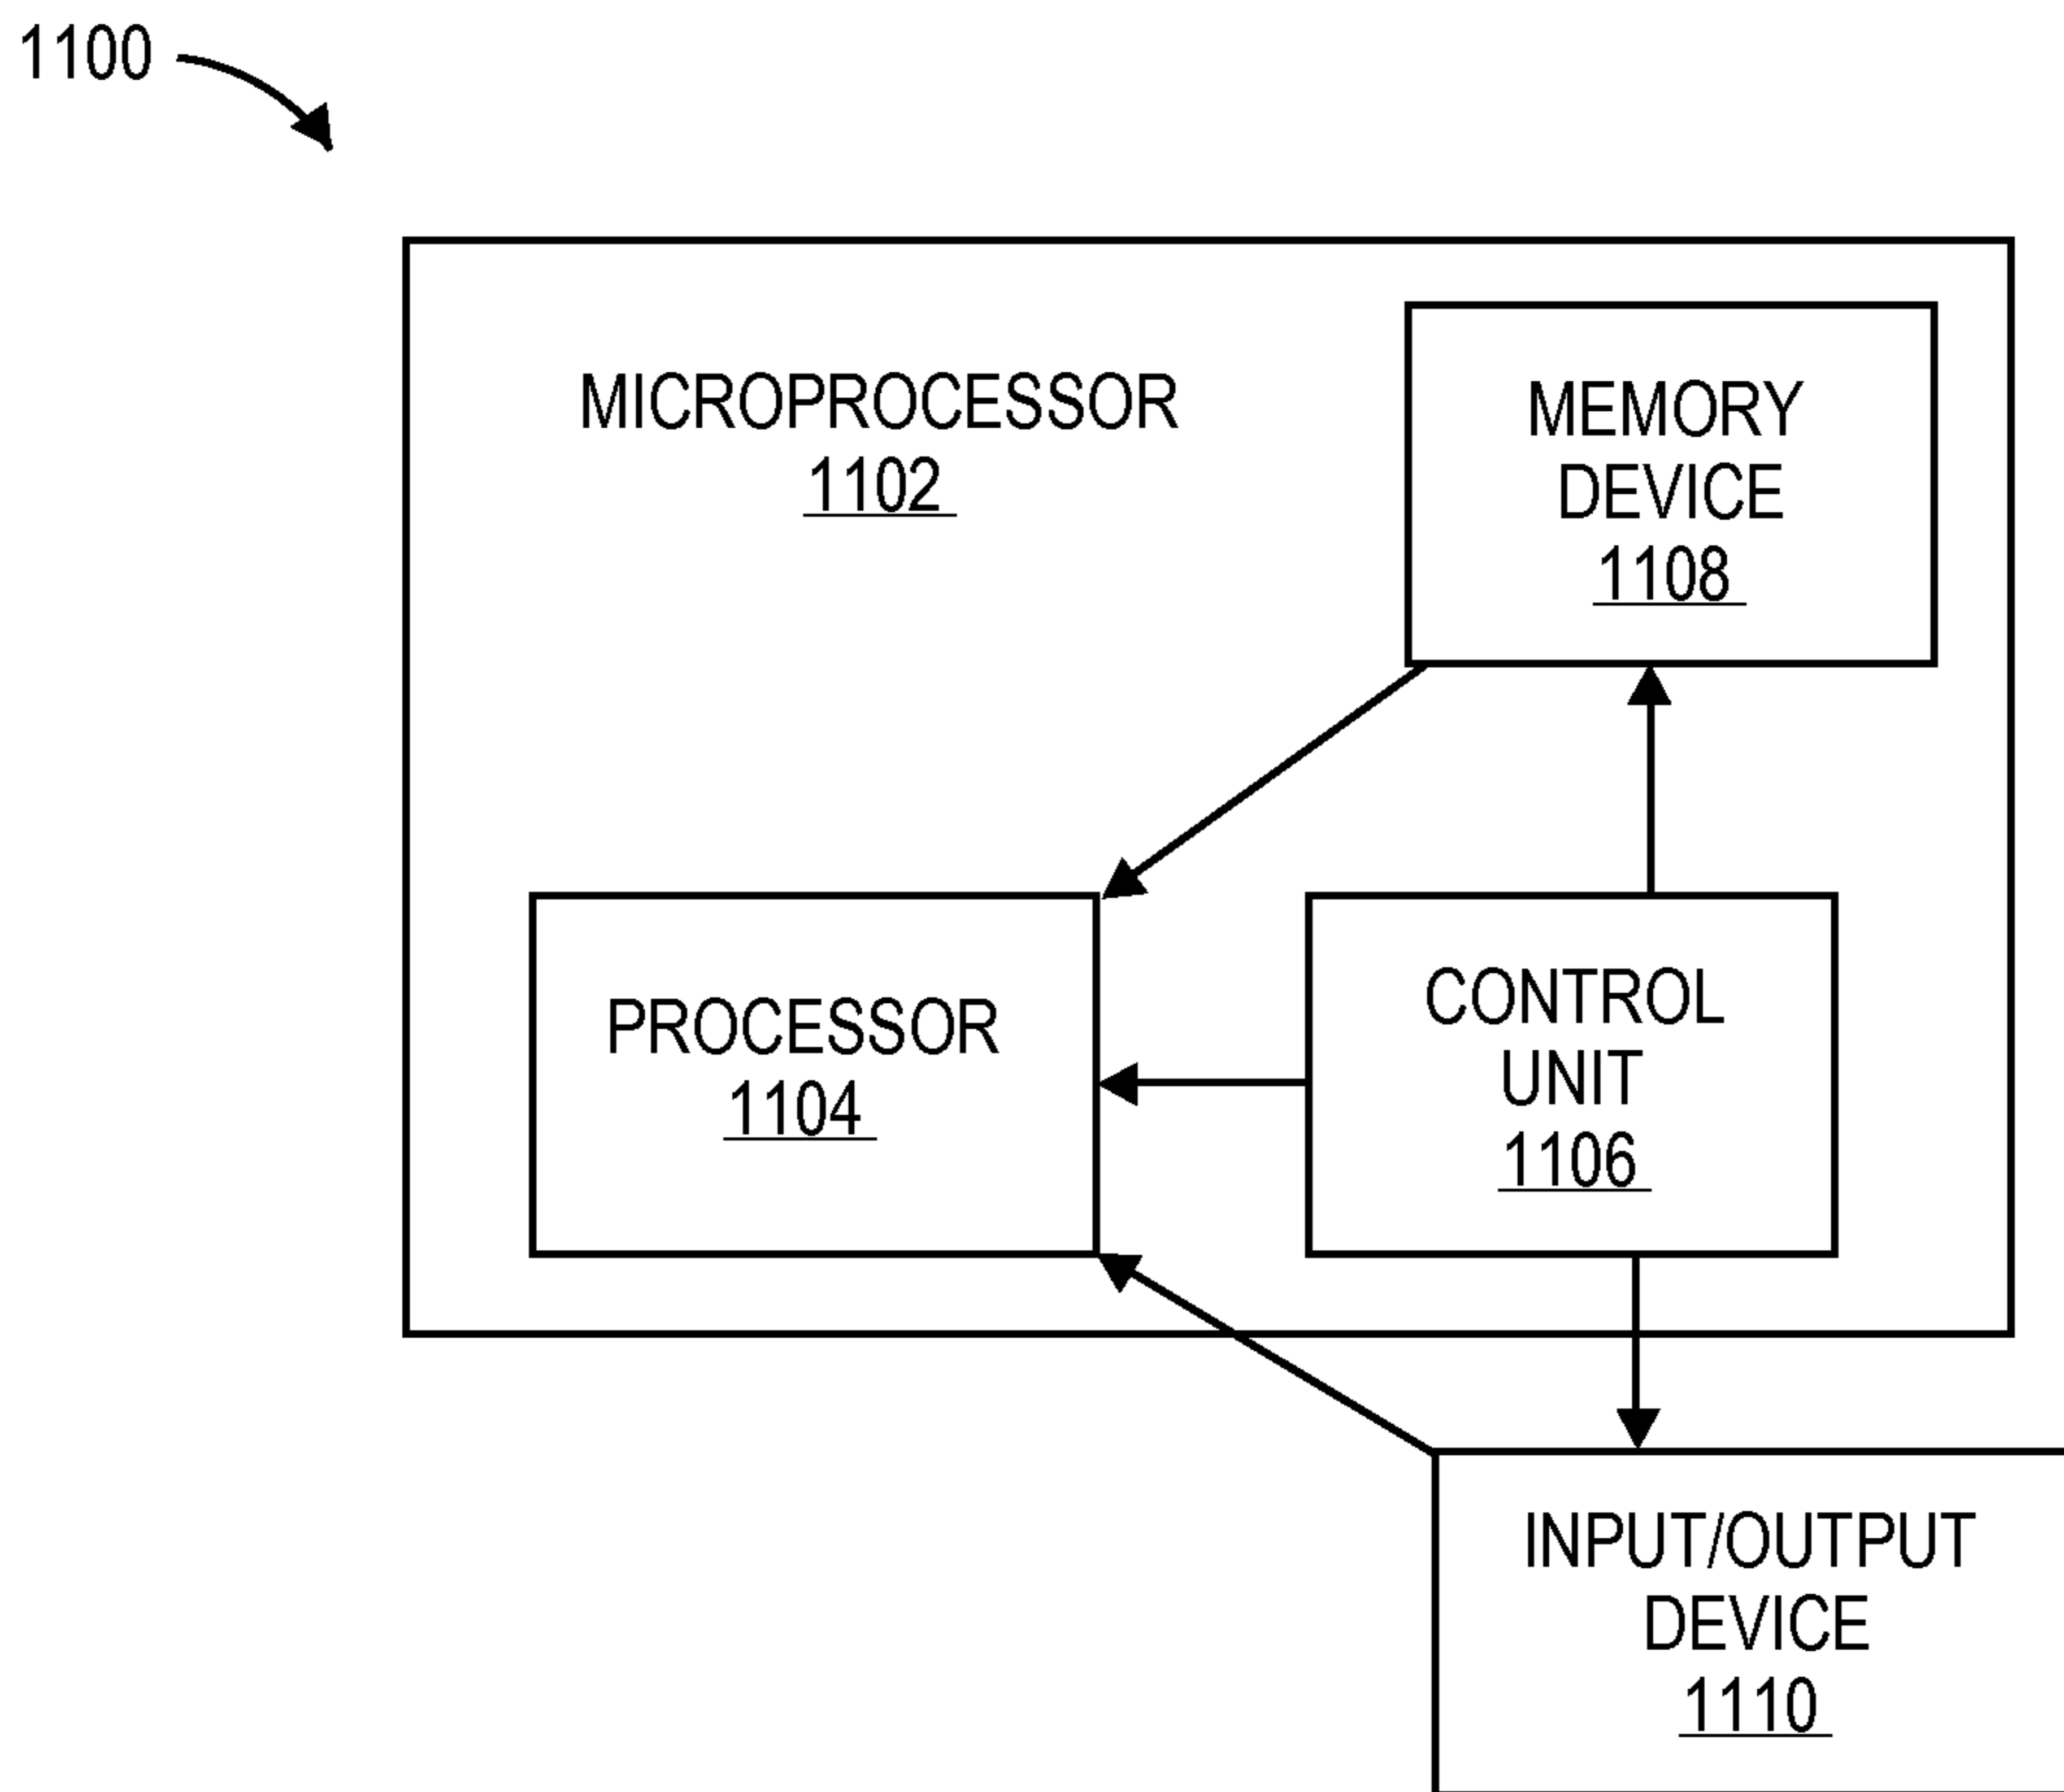 1100
MICROPROCESSOR
1102
MEMORY
DEVICE
1108
PROCESSOR
1104
CONTROL
UNIT
1106
INPUT/OUTPUT
DEVICE
1110